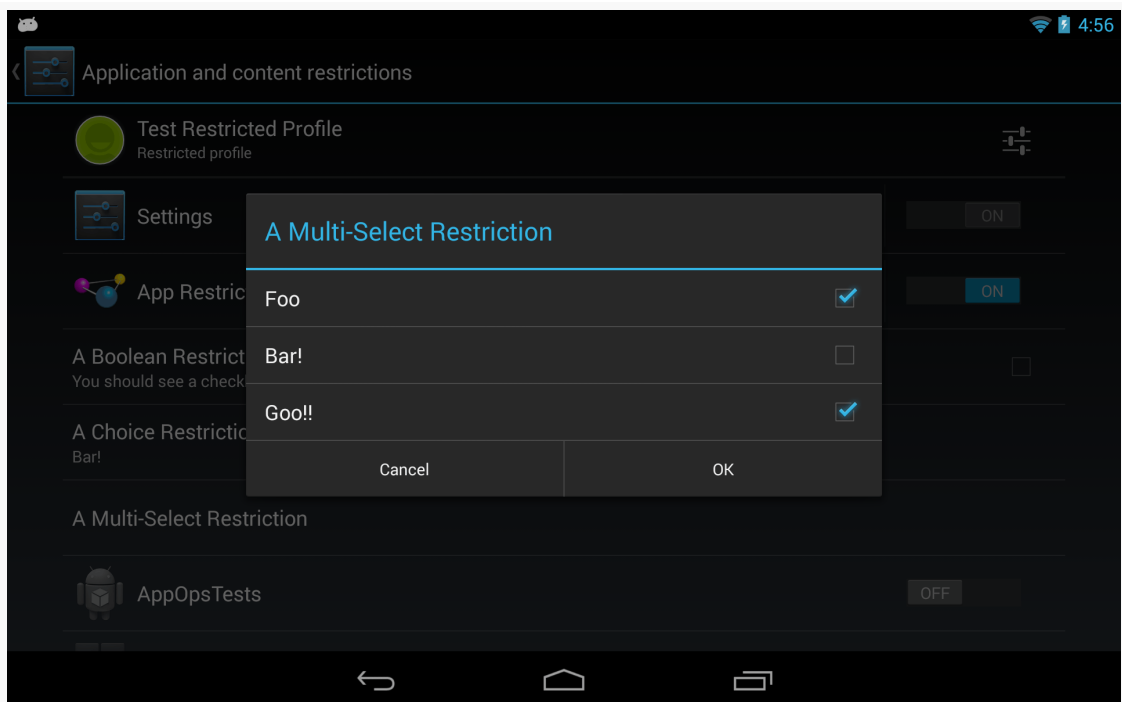 4:56
Application and content restrictions
Test Restricted Profile
Restricted profile
Settings
ON
A Multi-Select Restriction
App Restric
ON
Foo
A Boolean Restrict
You should see a check
Bar!
A Choice Restrictio
Bar!
Goo!!
Cancel
OK
A Multi-Select Restriction
AppOpsTests
OFF